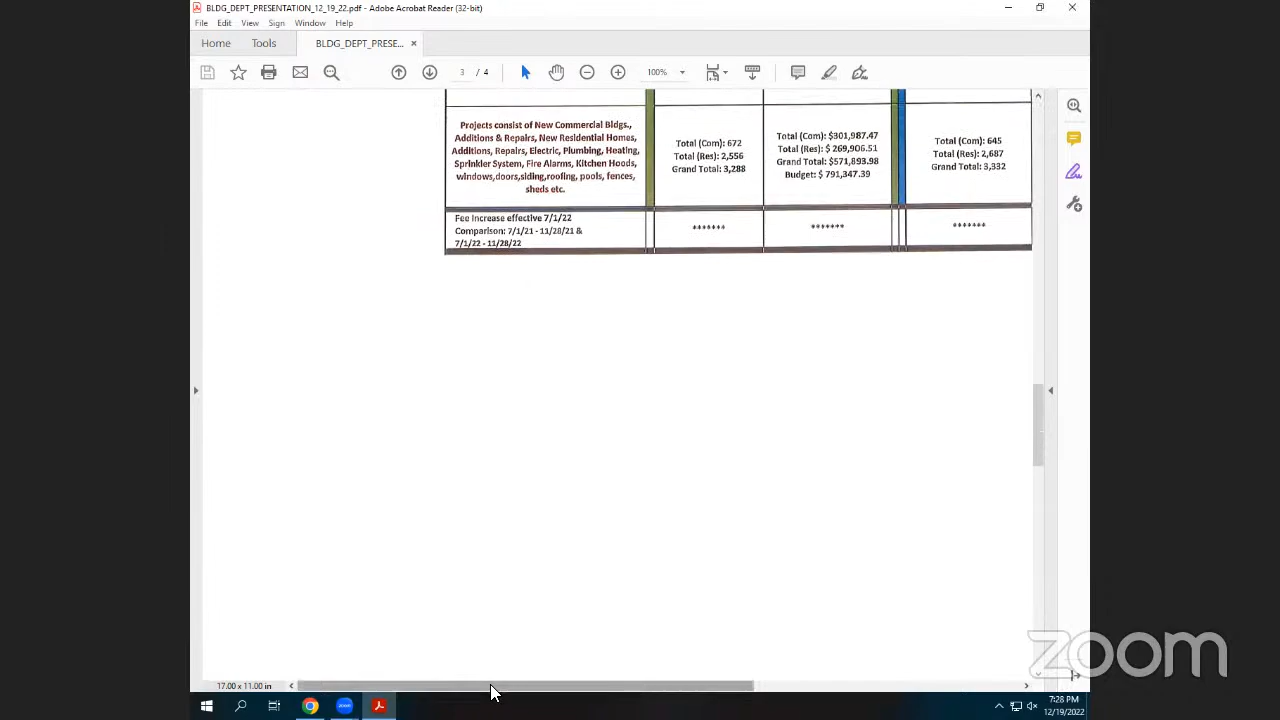 BLDG_DEPT_PRESENTATION_12_19_22.pdf - Adobe Acrobat Reader (32-bit)
File Edit View Sign Window Help
Home Tools BLDG_DEPT_PRESE... ×
3 / 4 100%
Projects consist of New Commercial Bldgs.,
Additions & Repairs, New Residential Homes,
Additions, Repairs, Electric, Plumbing, Heating,
Sprinkler System, Fire Alarms, Kitchen Hoods,
windows,doors,siding,roofing, pools, fences,
sheds etc.
Total (Com): 672
Total (Res): 2,556
Grand Total: 3,288
Total (Com): $301,987.47
Total (Res): $ 269,906.51
Grand Total: $571,893.98
Budget: $ 791,347.39
Total (Com): 645
Total (Res): 2,687
Grand Total: 3,332
Fee Increase effective 7/1/22
Comparison: 7/1/21 - 11/28/21 &
7/1/22 - 11/28/22
******* ******* *******
zoom
17.00 x 11.00 in
7:28 PM
12/19/2022